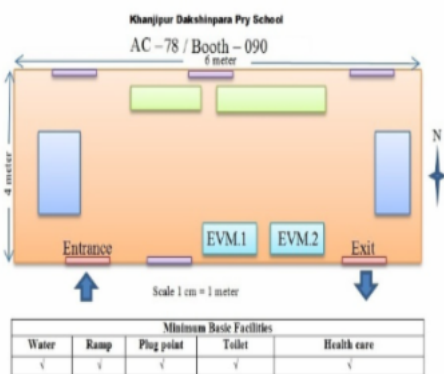 Khanjipur Dakshinpara Pry School
AC – 78 / Booth – 090
6 meter
4 meter
N
EVM.1 EVM.2
Entrance Exit
Scale 1 cm = 1 meter
Minimum Basic Facilities
Water Ramp Plug point Toilet Health care
√ √ √ √ √